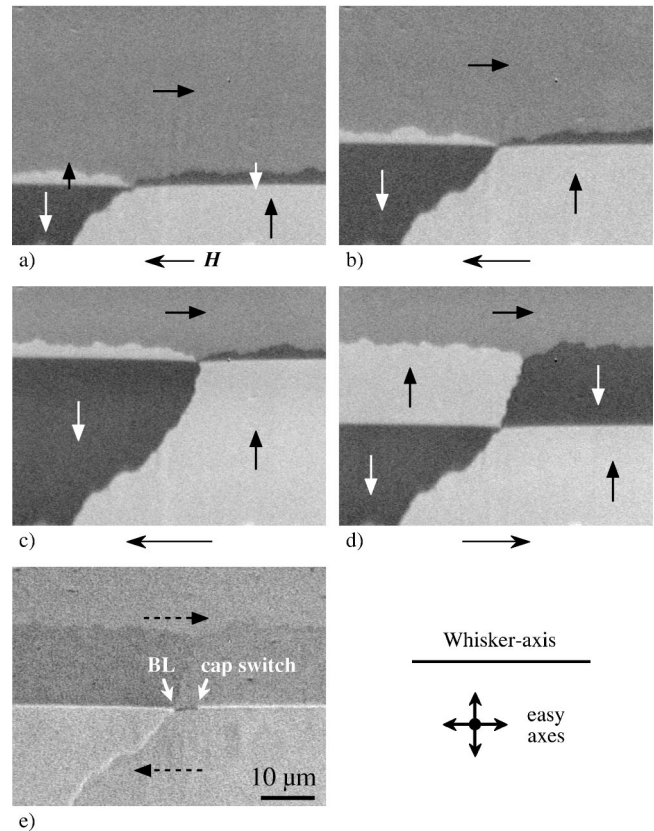 a)
H
b)
c)
d)
BL
cap switch
10 μm
e)
Whisker-axis
easy
axes